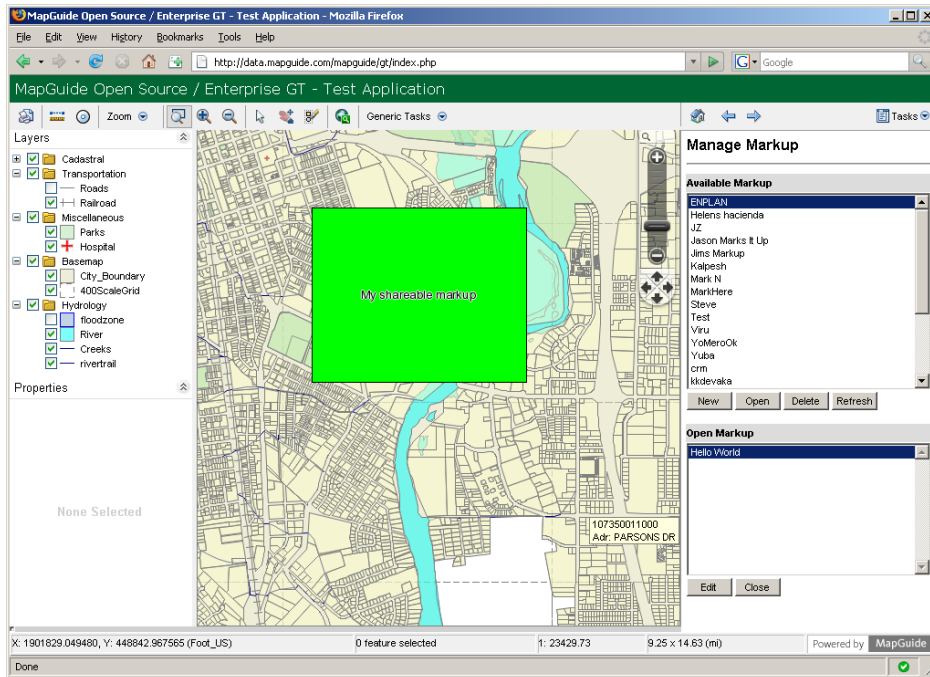 MapGuide Open Source / Enterprise GT - Test Application - Mozilla Firefox
File Edit View History Bookmarks Tools Help
http://data.mapguide.com/mapguide/gt/index.php
G Google
MapGuide Open Source / Enterprise GT - Test Application
Zoom Generic Tasks Tasks
Layers
Cadastral
Transportation
Roads
Railroad
Miscellaneous
Parks
Hospital
Basemap
City_Boundary
400ScaleGrid
Hydrology
floodzone
River
Creeks
rivertrail
Properties
None Selected
My shareable markup
107350011000
Adr: PARSONS DR
Manage Markup
Available Markup
ENPLAN
Helens hacienda
JZ
Jason Marks It Up
Jims Markup
Kalpesh
Mark N
MarkHere
Steve
Test
Viru
YoMeroOk
Yuba
crm
kkdevaka
New Open Delete Refresh
Open Markup
Hello World
Edit Close
X: 1901829.049480, Y: 448842.967565 (Foot_US) 0 feature selected 1: 23429.73 9.25 x 14.63 (mi) Powered by MapGuide
Done